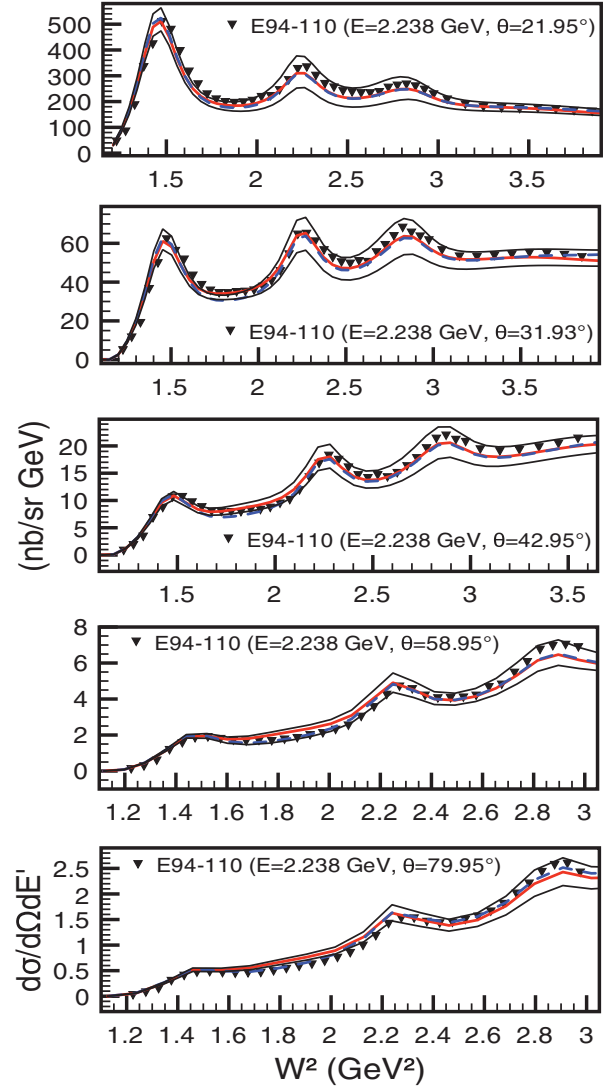 E94-110 (E=2.238 GeV, θ=21.95°)
500
400
300
200
100
0
1.5 2 2.5 3 3.5
60
40
20
0
E94-110 (E=2.238 GeV, θ=31.93°)
1.5 2 2.5 3 3.5
20
15
10
5
0
E94-110 (E=2.238 GeV, θ=42.95°)
1.5 2 2.5 3 3.5
(nb/sr GeV)
8
6
4
2
0
E94-110 (E=2.238 GeV, θ=58.95°)
1.2 1.4 1.6 1.8 2 2.2 2.4 2.6 2.8 3
E94-110 (E=2.238 GeV, θ=79.95°)
2.5
2
1.5
1
0.5
0
1.2 1.4 1.6 1.8 2 2.2 2.4 2.6 2.8 3
dσ/dΩdE'
W² (GeV²)